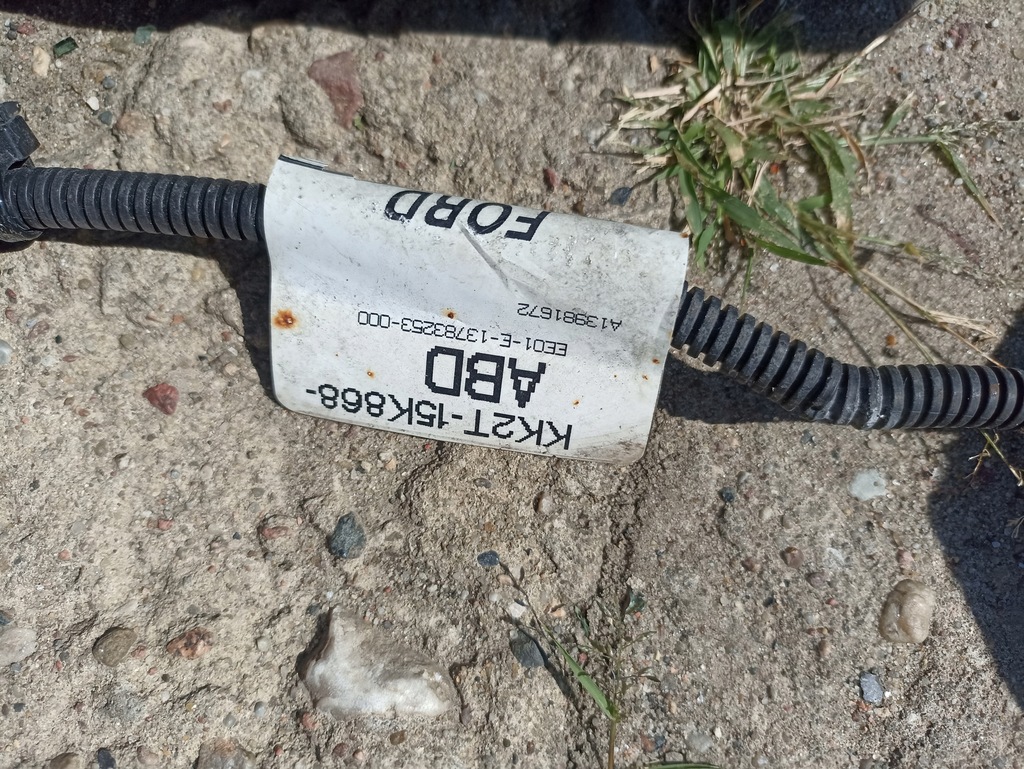 KK2T-15K868-
ABD
EE01-E-13783253-000
A13981672
FORD